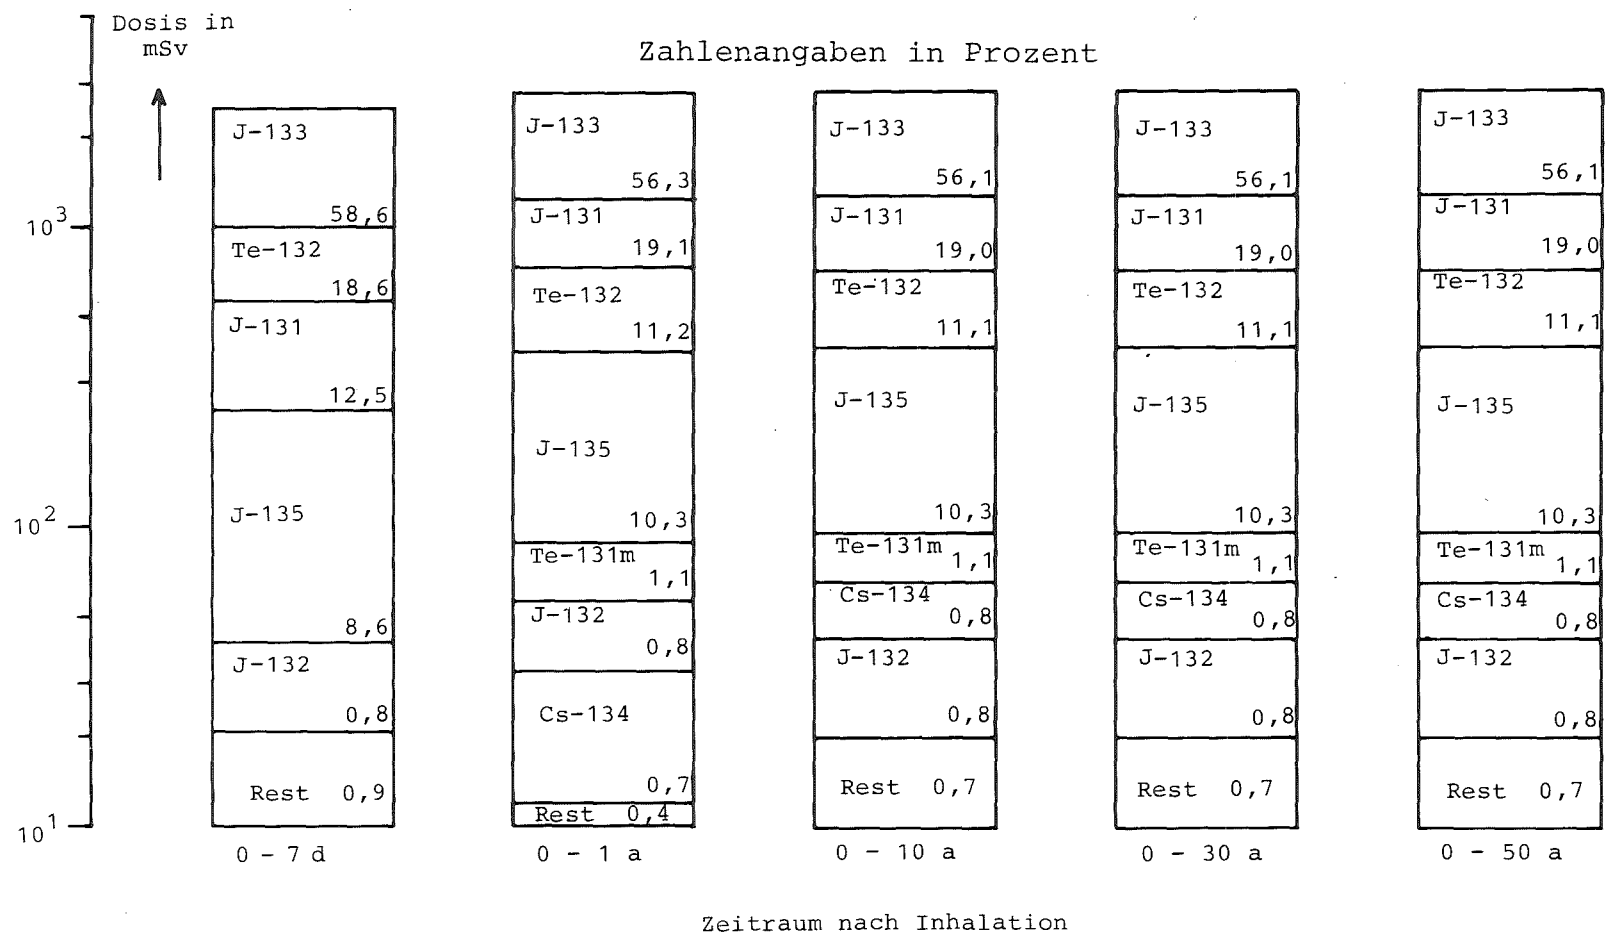 Dosis in
mSv
Zahlenangaben in Prozent
10³
10²
10¹
J-133
58,6
Te-132
18,6
J-131
12,5
J-135
8,6
J-132
0,8
Rest 0,9
0 - 7 d
J-133
56,3
J-131
19,1
Te-132
11,2
J-135
10,3
Te-131m
1,1
J-132
0,8
Cs-134
0,7
Rest 0,4
0 - 1 a
J-133
56,1
J-131
19,0
Te-132
11,1
J-135
10,3
Te-131m
1,1
Cs-134
0,8
J-132
0,8
Rest 0,7
0 - 10 a
J-133
56,1
J-131
19,0
Te-132
11,1
J-135
10,3
Te-131m
1,1
Cs-134
0,8
J-132
0,8
Rest 0,7
0 - 30 a
J-133
56,1
J-131
19,0
Te-132
11,1
J-135
10,3
Te-131m
1,1
Cs-134
0,8
J-132
0,8
Rest 0,7
0 - 50 a
Zeitraum nach Inhalation